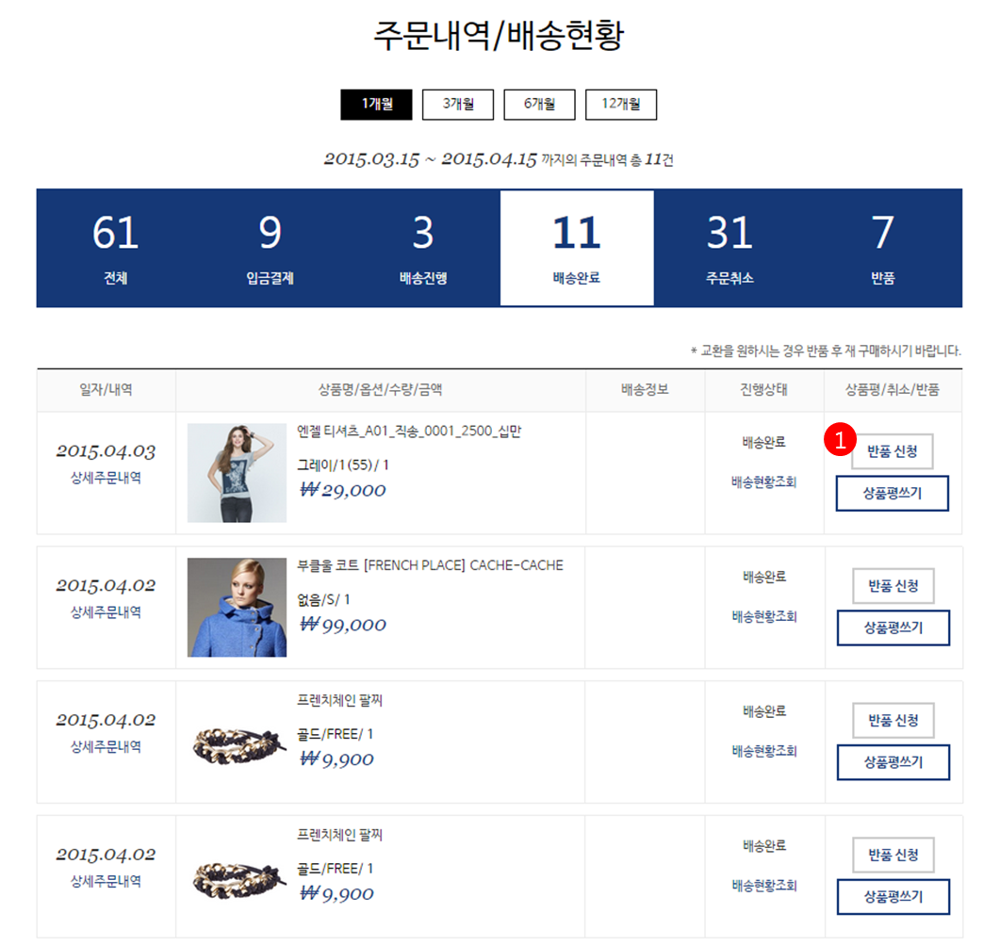 주문내역/배송현황
1개월 3개월 6개월 12개월
2015.03.15 ~ 2015.04.15 까지의 주문내역 총 11건
61 9 3 11 31 7
전체 입금결제 배송진행 배송완료 주문취소 반품
* 교환을 원하시는 경우 반품 후 재 구매하시기 바랍니다.
일자/내역 상품명/옵션/수량/금액 배송정보 진행상태 상품평/취소/반품
엔젤 티셔츠_A01_직송_0001_2500_십만
2015.04.03 배송완료 1 반품 신청
상세주문내역 그레이/1(55)/ 1
₩29,000 배송현황조회 상품평쓰기
부클울 코트 [FRENCH PLACE] CACHE-CACHE
2015.04.02 배송완료 반품 신청
상세주문내역 없음/S/ 1
₩99,000 배송현황조회 상품평쓰기
프렌치체인 팔찌
2015.04.02 배송완료 반품 신청
상세주문내역 골드/FREE/ 1
₩9,900 배송현황조회 상품평쓰기
프렌치체인 팔찌
2015.04.02 배송완료 반품 신청
상세주문내역 골드/FREE/ 1
₩9,900 배송현황조회 상품평쓰기